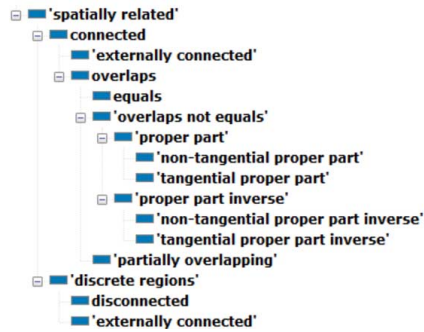 'spatially related'
connected
'externally connected'
overlaps
equals
'overlaps not equals'
'proper part'
'non-tangential proper part'
'tangential proper part'
'proper part inverse'
'non-tangential proper part inverse'
'tangential proper part inverse'
'partially overlapping'
'discrete regions'
disconnected
'externally connected'